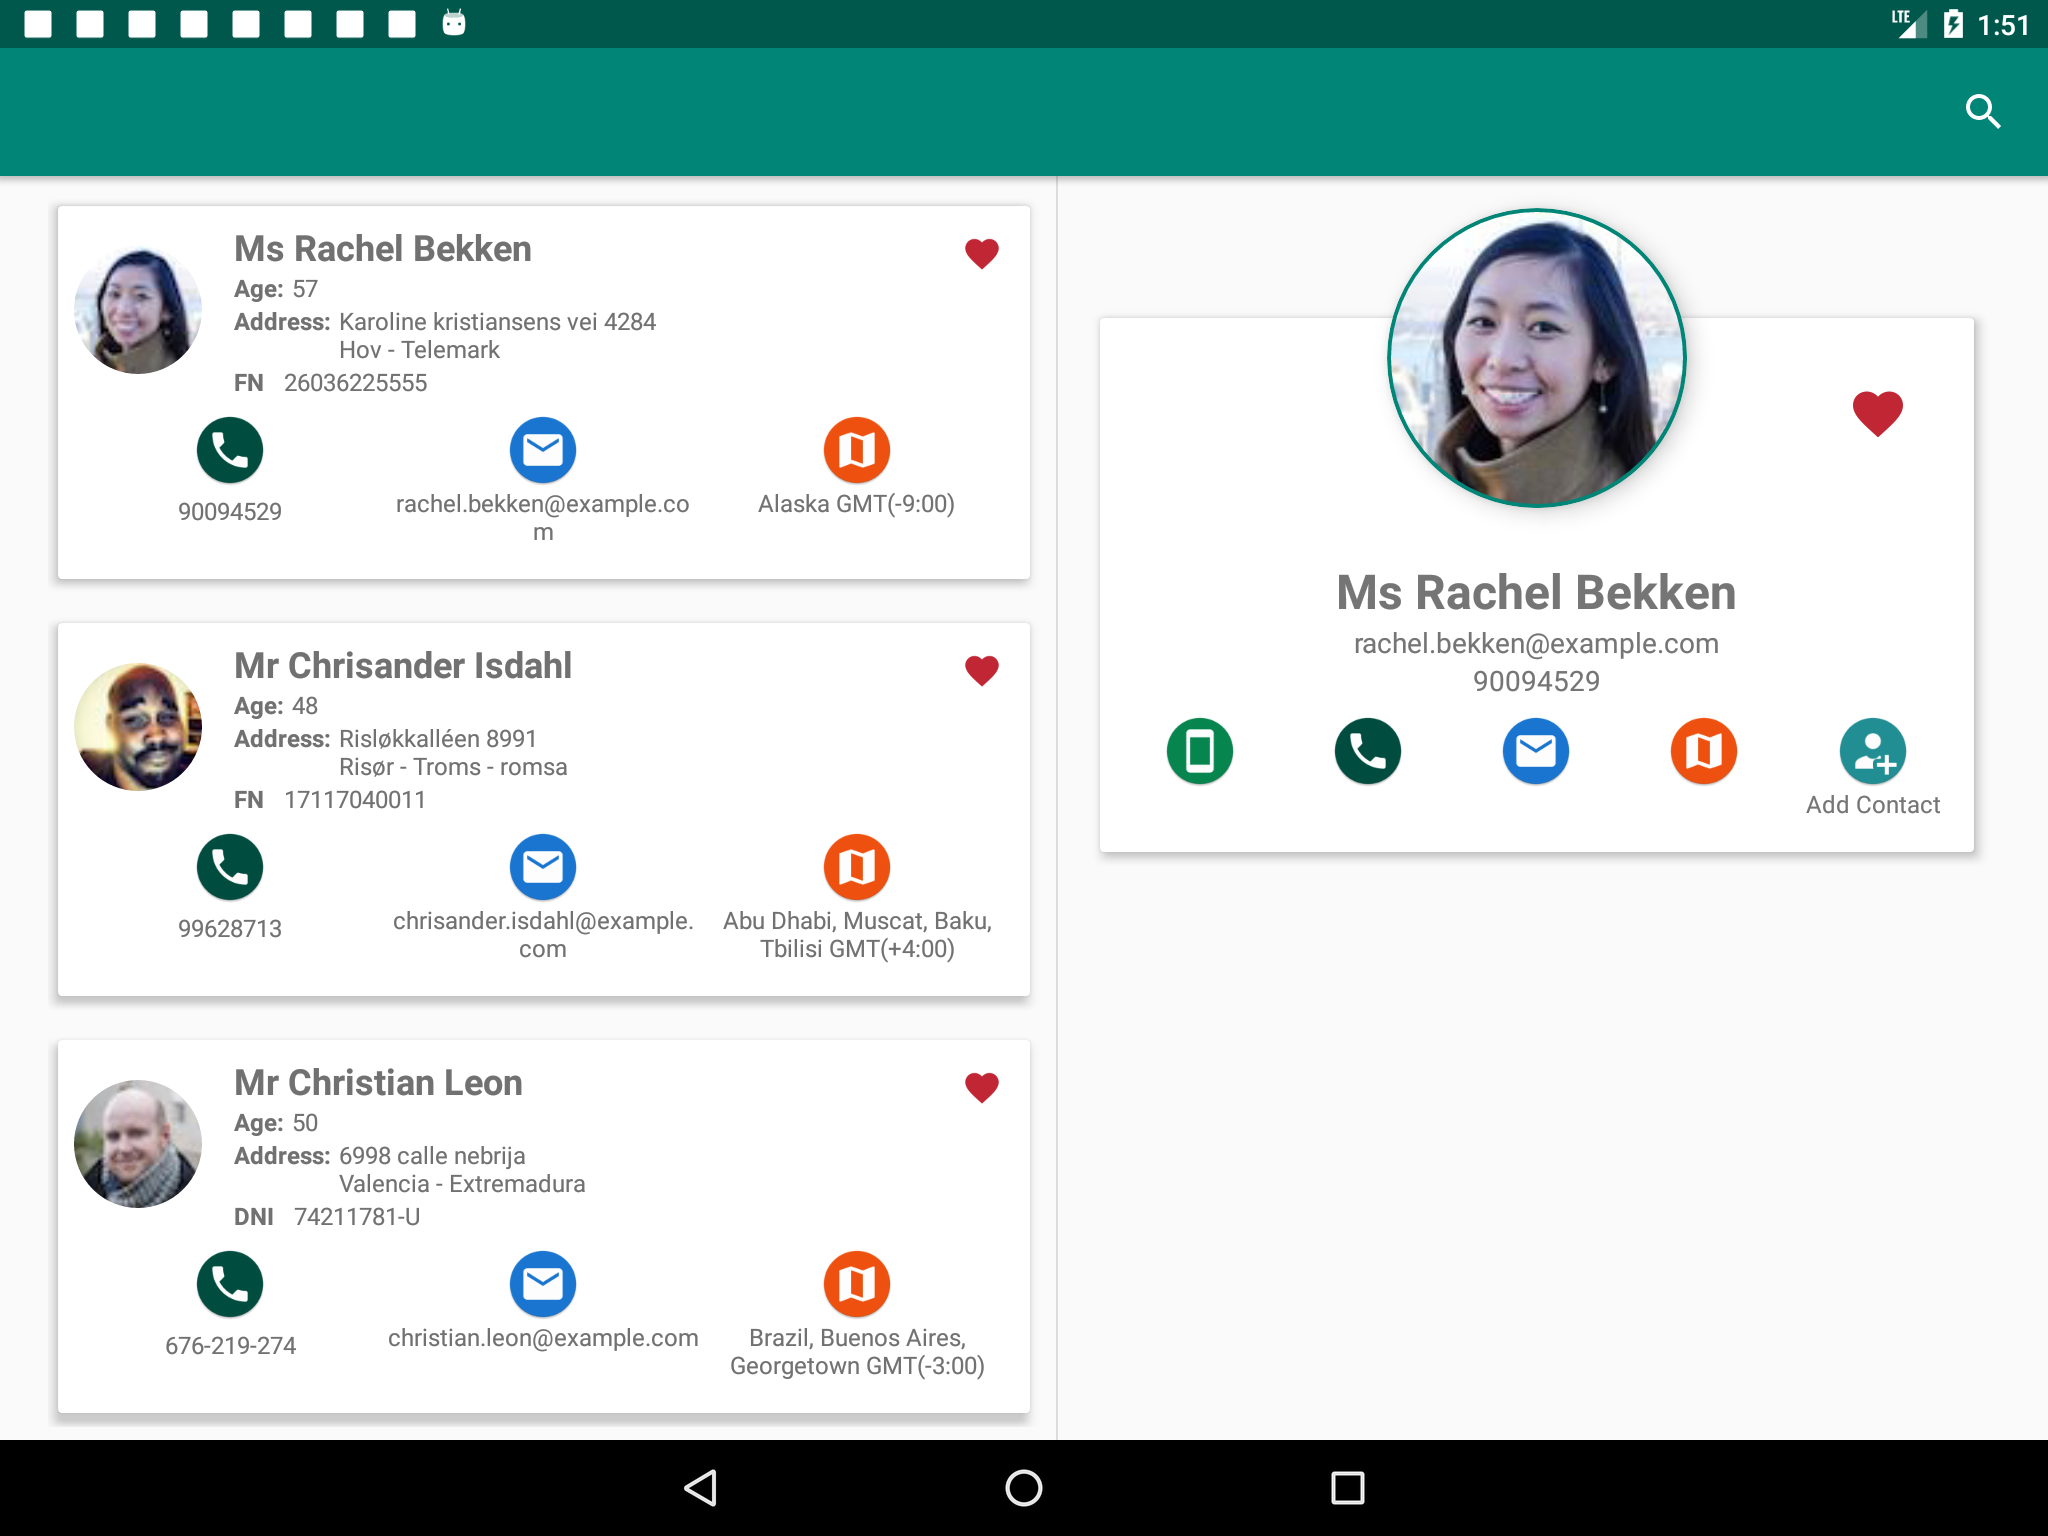 LTE 1:51
Ms Rachel Bekken
Age: 57
Address: Karoline kristiansens vei 4284
Hov - Telemark
FN 26036225555
90094529
rachel.bekken@example.co
m
Alaska GMT(-9:00)
Mr Chrisander Isdahl
Age: 48
Address: Risløkkalléen 8991
Risør - Troms - romsa
FN 17117040011
99628713
chrisander.isdahl@example.
com
Abu Dhabi, Muscat, Baku,
Tbilisi GMT(+4:00)
Mr Christian Leon
Age: 50
Address: 6998 calle nebrija
Valencia - Extremadura
DNI 74211781-U
676-219-274
christian.leon@example.com
Brazil, Buenos Aires,
Georgetown GMT(-3:00)
Ms Rachel Bekken
rachel.bekken@example.com
90094529
Add Contact